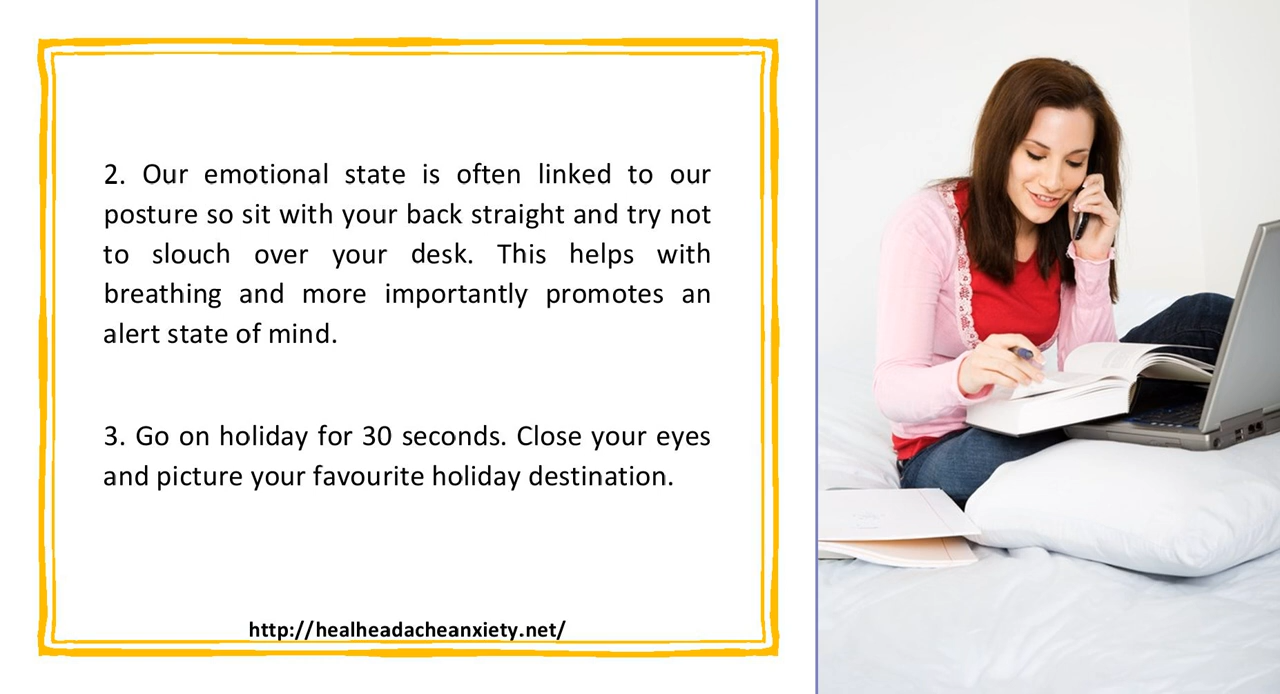 2. Our emotional state is often linked to our
posture so sit with your back straight and try not
to slouch over your desk. This helps with
breathing and more importantly promotes an
alert state of mind.
3. Go on holiday for 30 seconds. Close your eyes
and picture your favourite holiday destination.
http://healheadacheanxiety.net/